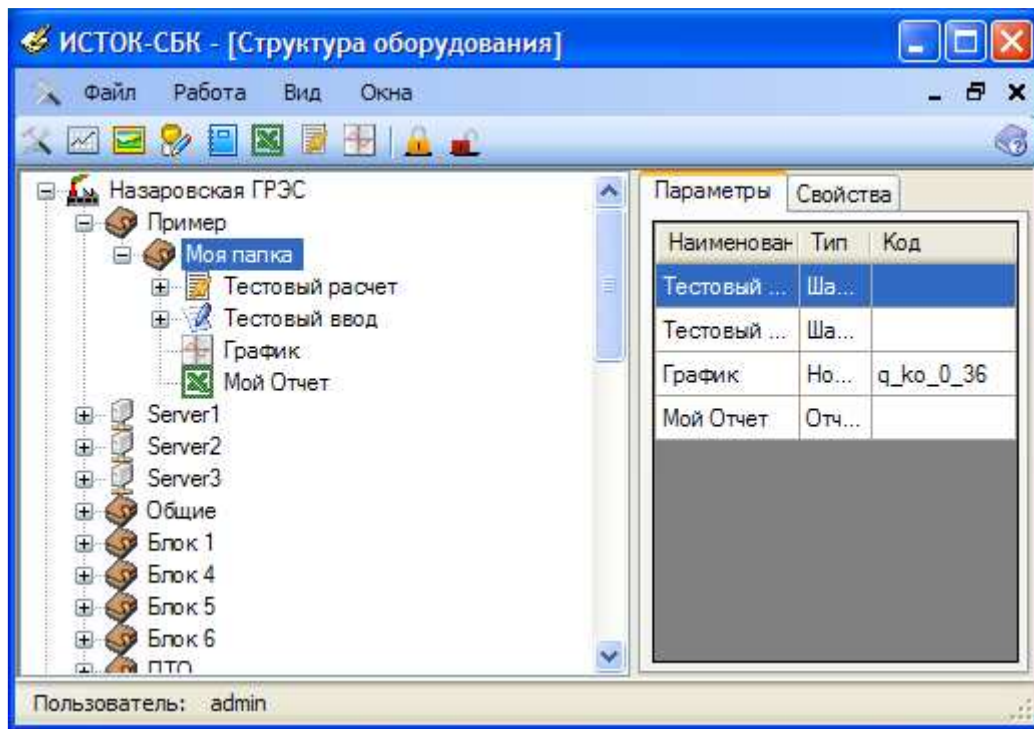 ИСТОК-СБК - [Структура оборудования]
Файл Работа Вид Окна
Назаровская ГРЭС
Пример
Моя папка
Тестовый расчет
Тестовый ввод
График
Мой Отчет
Server1
Server2
Server3
Общие
Блок 1
Блок 4
Блок 5
Блок 6
ПТО
Параметры Свойства
Наименован Тип Код
Тестовый ... Ша...
Тестовый ... Ша...
График Но... q_ko_0_36
Мой Отчет Отч...
Пользователь: admin